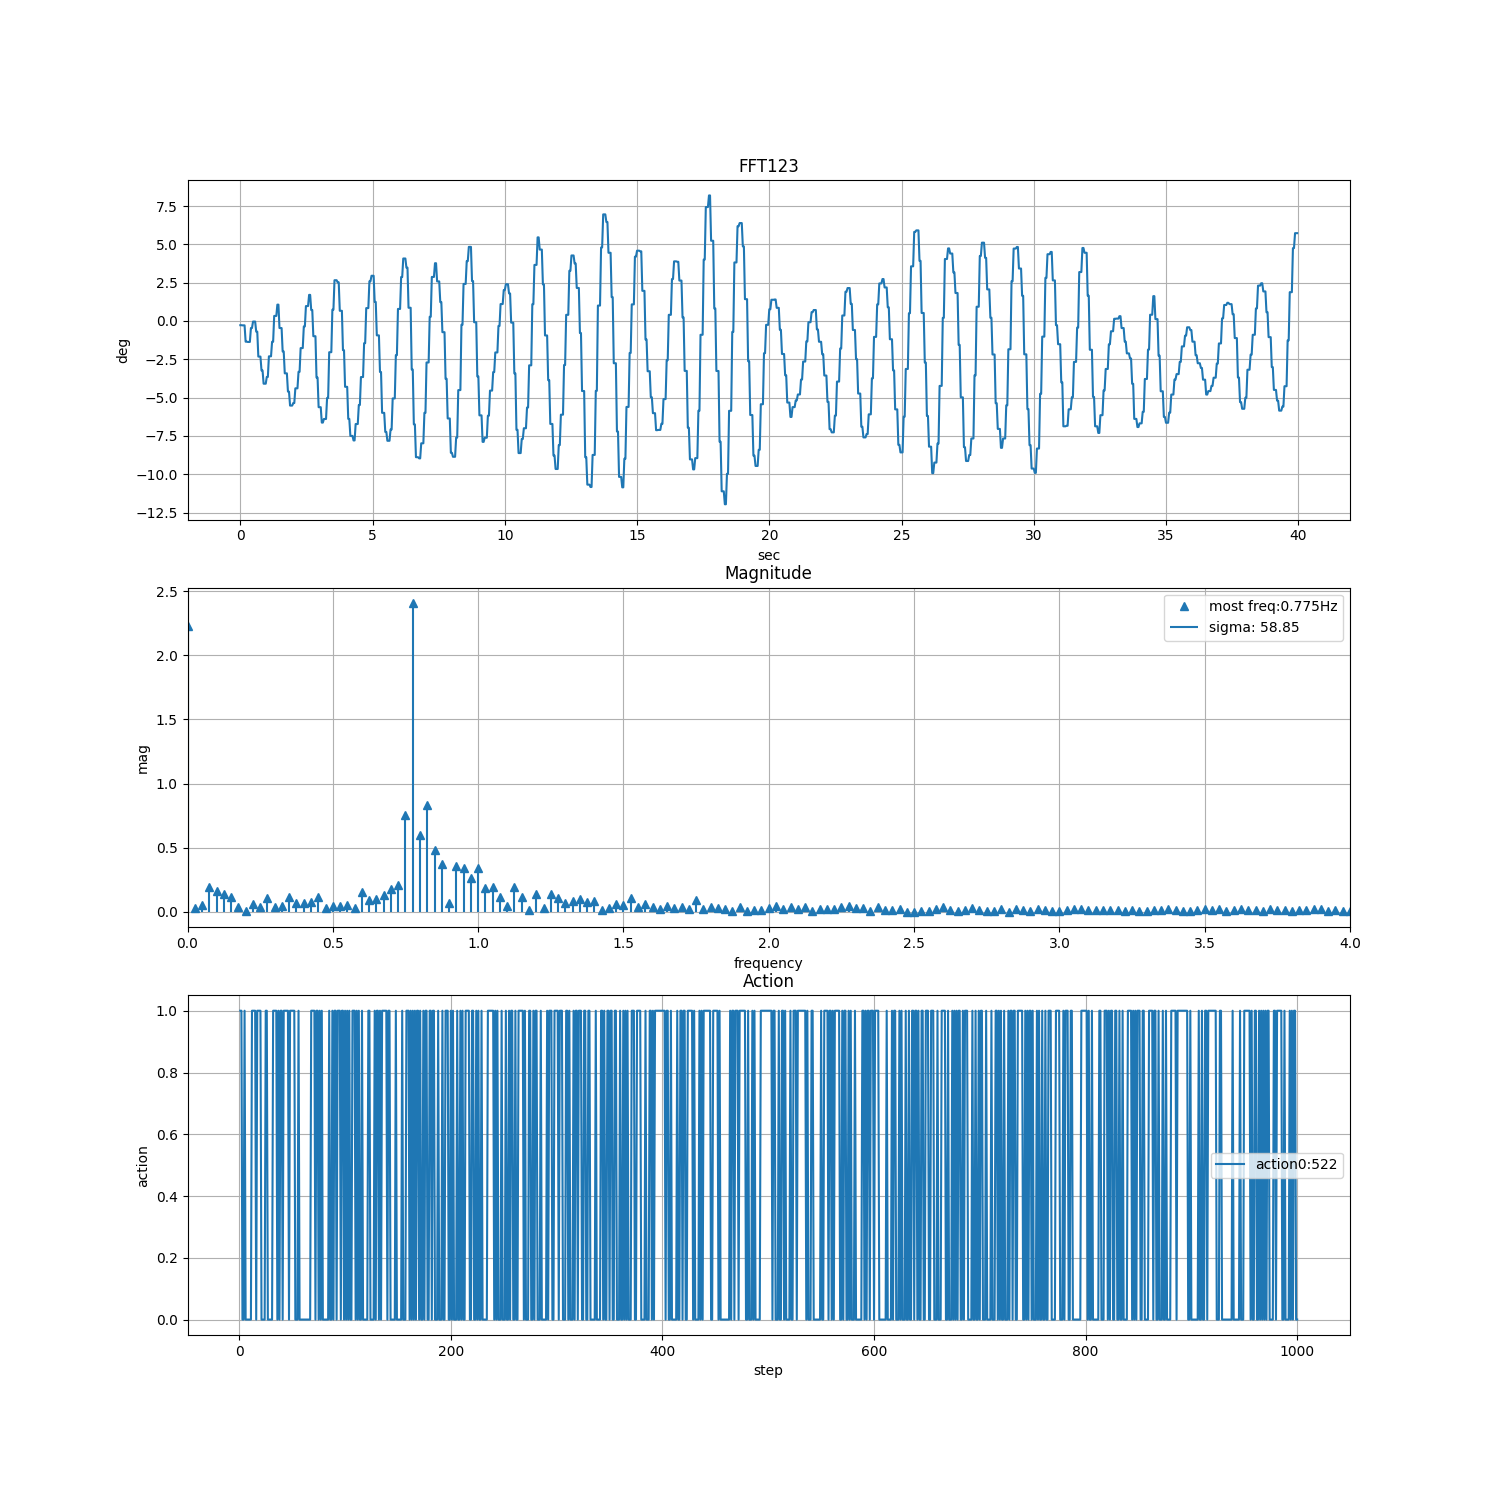 FFT123
7.5
5.0
2.5
0.0
−2.5
−5.0
−7.5
−10.0
−12.5
deg
0 5 10 15 20 25 30 35 40
sec
Magnitude
2.5
2.0
1.5
1.0
0.5
0.0
mag
most freq:0.775Hz
sigma: 58.85
0.0 0.5 1.0 1.5 2.0 2.5 3.0 3.5 4.0
frequency
Action
1.0
0.8
0.6
0.4
0.2
0.0
action
action0:522
0 200 400 600 800 1000
step